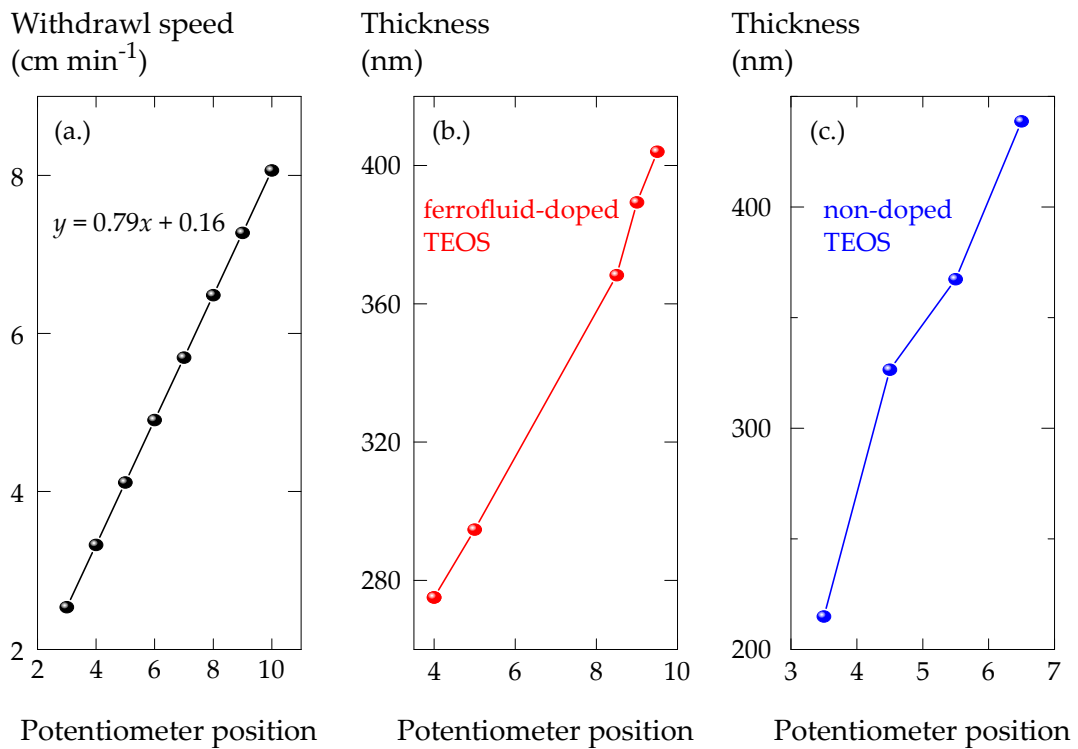 Withdrawl speed
(cm min⁻¹)
(a.)
y = 0.79x + 0.16
8
6
4
2
2 4 6 8 10
Potentiometer position
Thickness
(nm)
(b.)
ferrofluid-doped
TEOS
400
360
320
280
4 6 8 10
Potentiometer position
Thickness
(nm)
(c.)
non-doped
TEOS
400
300
200
3 4 5 6 7
Potentiometer position